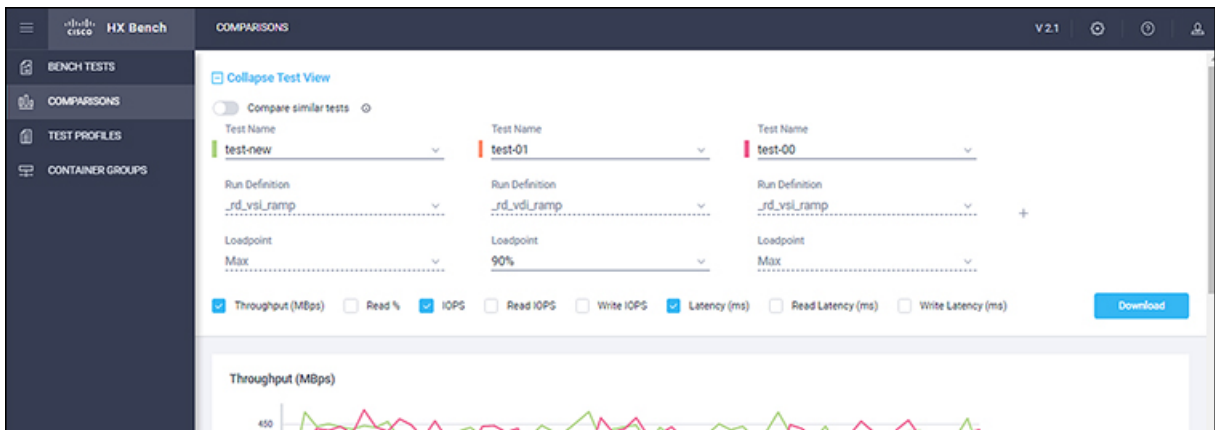 cisco HX Bench COMPARISONS V 2.1
BENCH TESTS
COMPARISONS
TEST PROFILES
CONTAINER GROUPS
Collapse Test View
Compare similar tests
Test Name Test Name Test Name
test-new test-01 test-00
Run Definition Run Definition Run Definition
_rd_vsi_ramp _rd_vdi_ramp _rd_vsi_ramp
Loadpoint Loadpoint Loadpoint
Max 90% Max
Throughput (MBps) Read % IOPS Read IOPS Write IOPS Latency (ms) Read Latency (ms) Write Latency (ms) Download
Throughput (MBps)
450